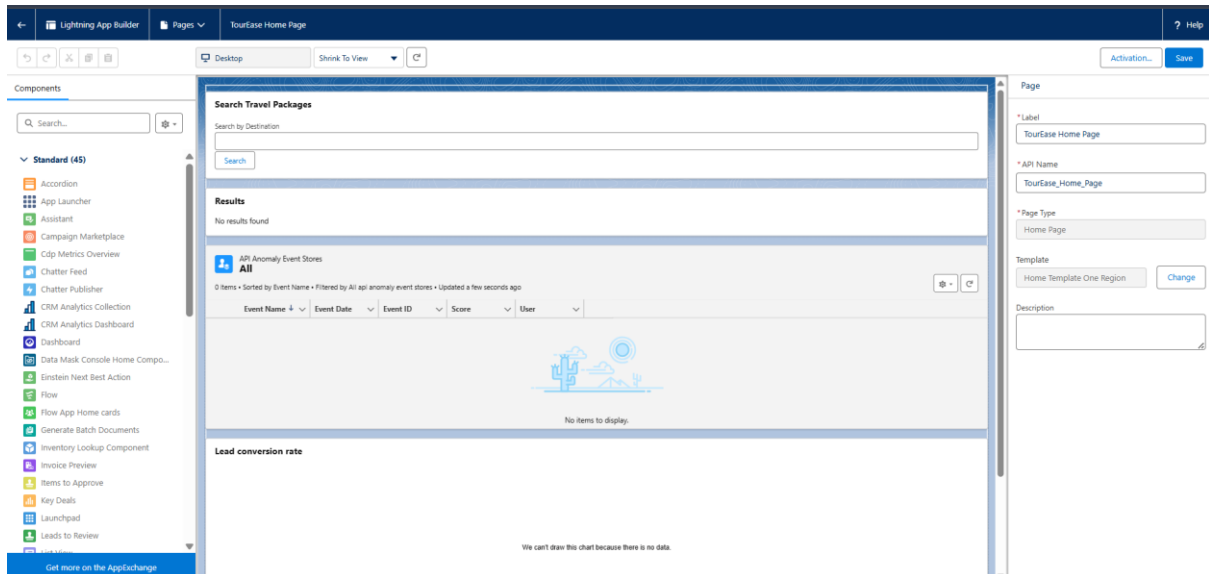 Lightning App Builder
Pages
TourEase Home Page
? Help
Desktop
Shrink To View
Activation...
Save
Components
Search...
Standard (45)
Accordion
App Launcher
Assistant
Campaign Marketplace
Cdp Metrics Overview
Chatter Feed
Chatter Publisher
CRM Analytics Collection
CRM Analytics Dashboard
Dashboard
Data Mask Console Home Compo...
Einstein Next Best Action
Flow
Flow App Home cards
Generate Batch Documents
Inventory Lookup Component
Invoice Preview
Items to Approve
Key Deals
Launchpad
Leads to Review
List View
Get more on the AppExchange
Search Travel Packages
Search by Destination
Search
Results
No results found
API Anomaly Event Stores
All
0 items • Sorted by Event Name • Filtered by All api anomaly event stores • Updated a few seconds ago
Event Name Event Date Event ID Score User
No items to display.
Lead conversion rate
We can't draw this chart because there is no data.
Page
*Label
TourEase Home Page
*API Name
TourEase_Home_Page
*Page Type
Home Page
Template
Home Template One Region
Change
Description